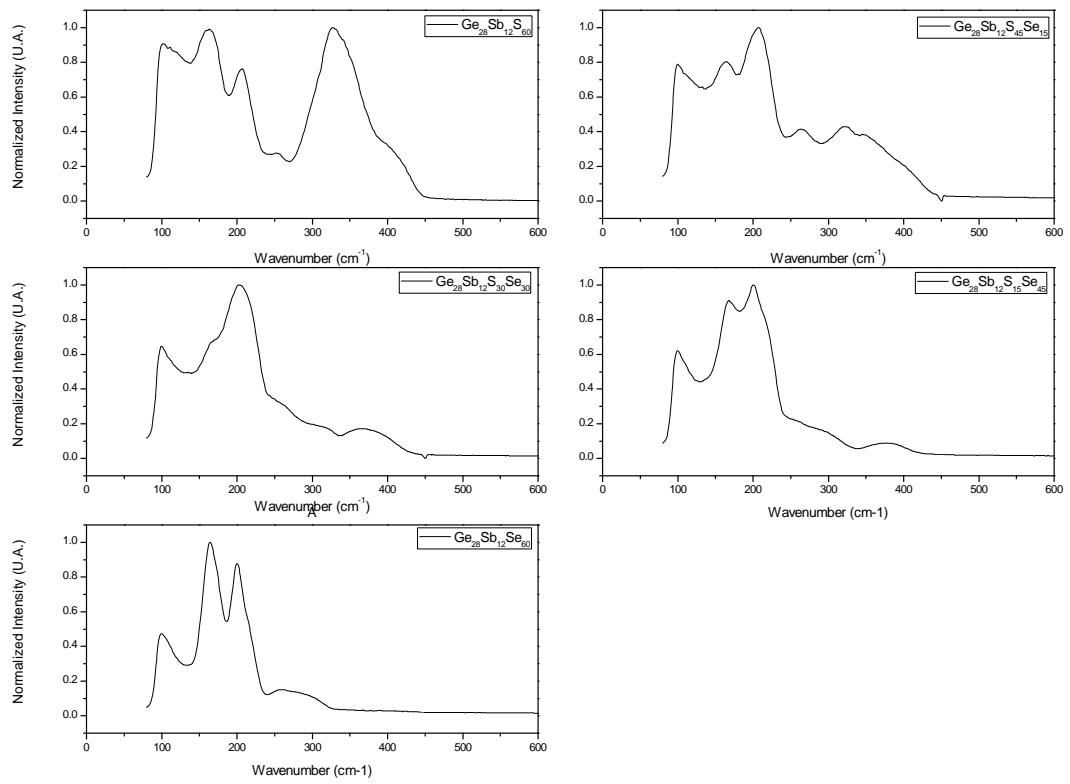 Normalized Intensity (U.A.)
1.0
0.8
0.6
0.4
0.2
0.0
0 100 200 300 400 500 600
Wavenumber (cm-1)
Ge28Sb12S60
1.0
0.8
0.6
0.4
0.2
0.0
0 100 200 300 400 500 600
Wavenumber (cm-1)
Ge28Sb12S45Se15
Normalized Intensity (U.A.)
1.0
0.8
0.6
0.4
0.2
0.0
0 100 200 300 400 500 600
Wavenumber (cm-1)
A
Ge28Sb12S30Se30
1.0
0.8
0.6
0.4
0.2
0.0
0 100 200 300 400 500 600
Wavenumber (cm-1)
Ge28Sb12S15Se45
Normalized Intensity (U.A.)
1.0
0.8
0.6
0.4
0.2
0.0
0 100 200 300 400 500 600
Wavenumber (cm-1)
Ge28Sb12Se60